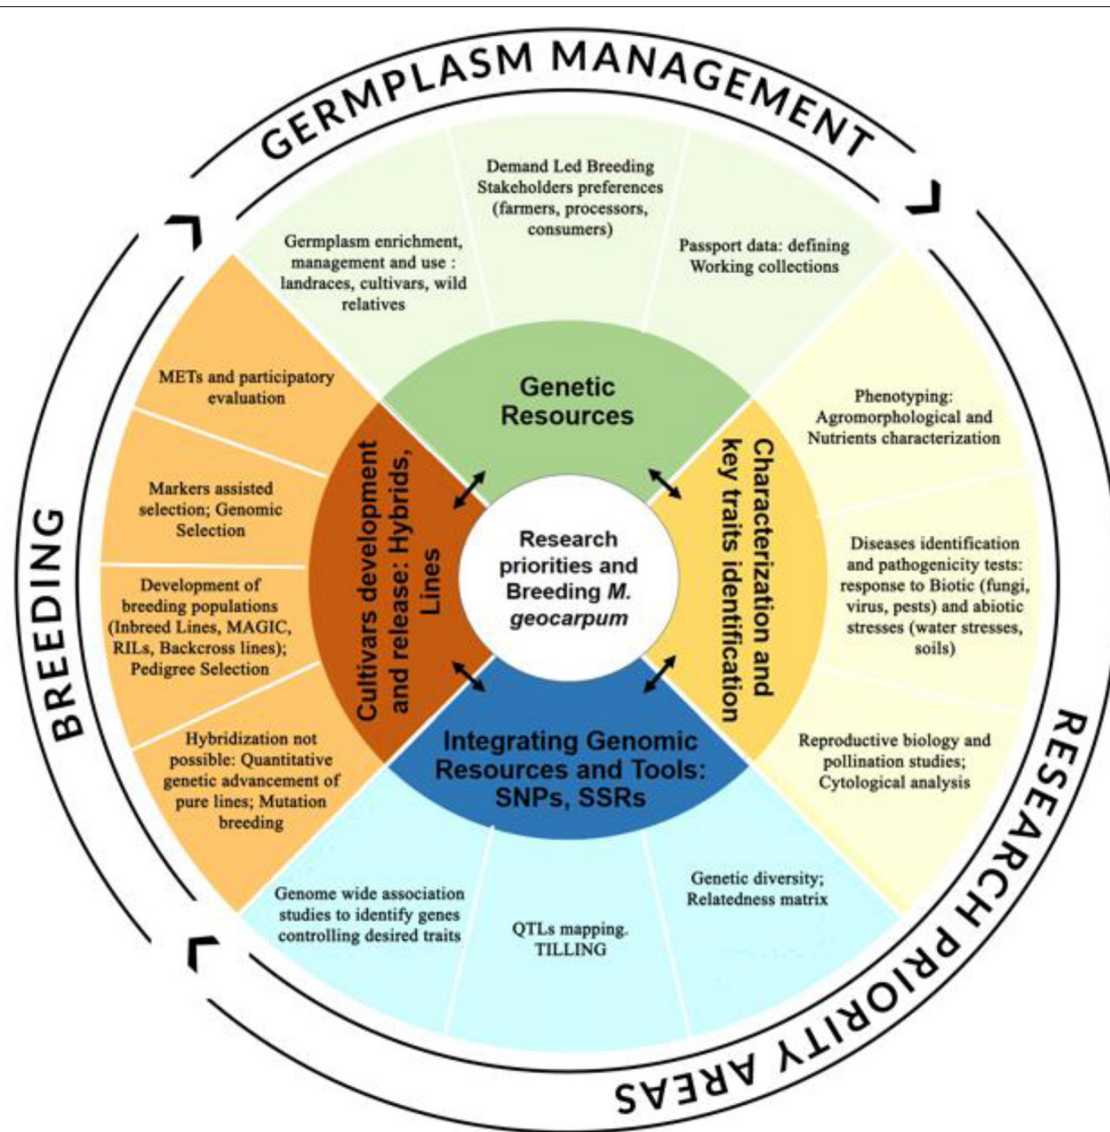 GERMPLASM MANAGEMENT
Demand Led Breeding
Stakeholders preferences
(farmers, processors,
consumers)
Germplasm enrichment,
management and use :
landraces, cultivars, wild
relatives
Passport data: defining
Working collections
Genetic
Resources
METs and participatory
evaluation
Markers assisted
selection; Genomic
Selection
Development of
breeding populations
(Inbreed Lines, MAGIC,
RILs, Backcross lines);
Pedigree Selection
Hybridization not
possible: Quantitative
genetic advancement of
pure lines; Mutation
breeding
BREEDING
Cultivars development
and release: Hybrids,
Lines
Research
priorities and
Breeding M.
geocarpum
Characterization and
key traits identification
Phenotyping:
Agromorphological and
Nutrients characterization
Diseases identification
and pathogenicity tests:
response to Biotic (fungi,
virus, pests) and abiotic
stresses (water stresses,
soils)
Reproductive biology and
pollination studies;
Cytological analysis
Integrating Genomic
Resources and Tools:
SNPs, SSRs
Genome wide association
studies to identify genes
controlling desired traits
QTLs mapping.
TILLING
Genetic diversity;
Relatedness matrix
RESEARCH PRIORITY AREAS